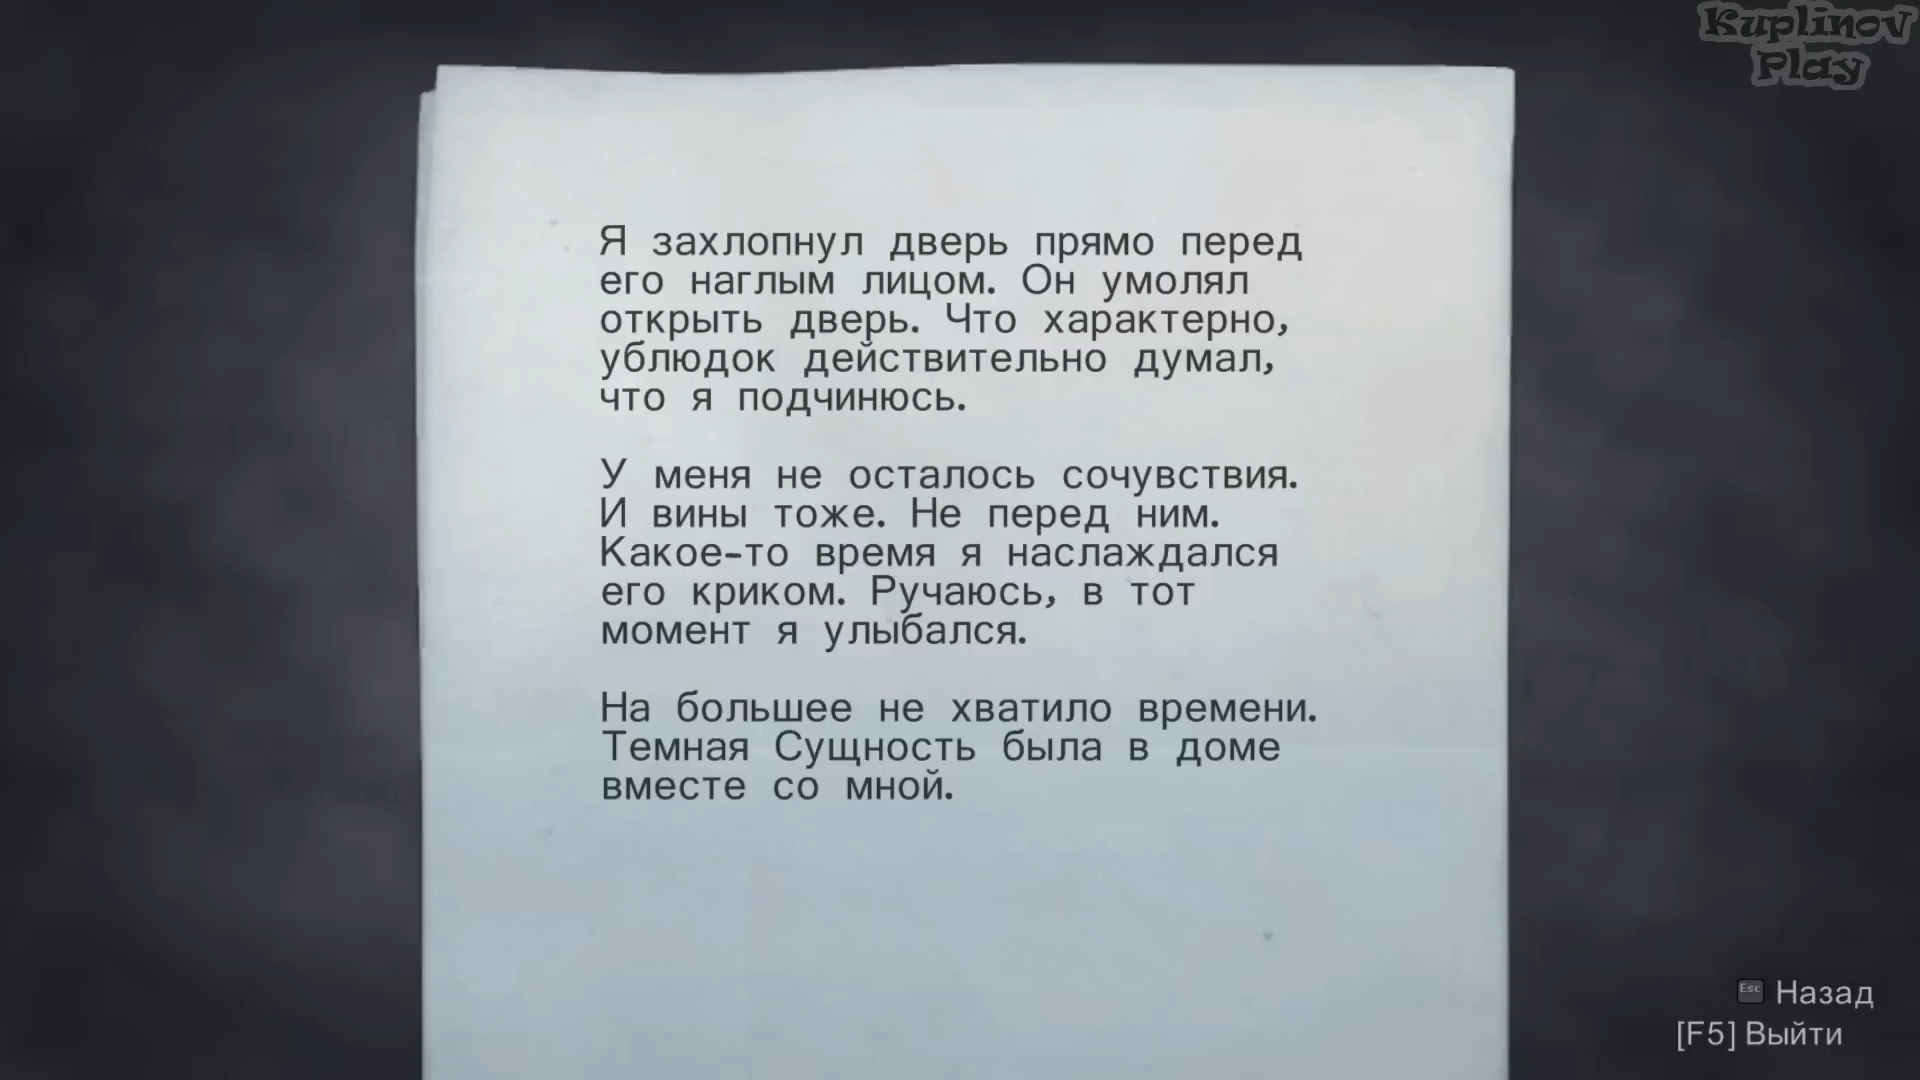 Kuplinov
Play
Я захлопнул дверь прямо перед
его наглым лицом. Он умолял
открыть дверь. Что характерно,
ублюдок действительно думал,
что я подчинюсь.
У меня не осталось сочувствия.
И вины тоже. Не перед ним.
Какое-то время я наслаждался
его криком. Ручаюсь, в тот
момент я улыбался.
На большее не хватило времени.
Темная Сущность была в доме
вместе со мной.
Esc Назад
[F5] Выйти